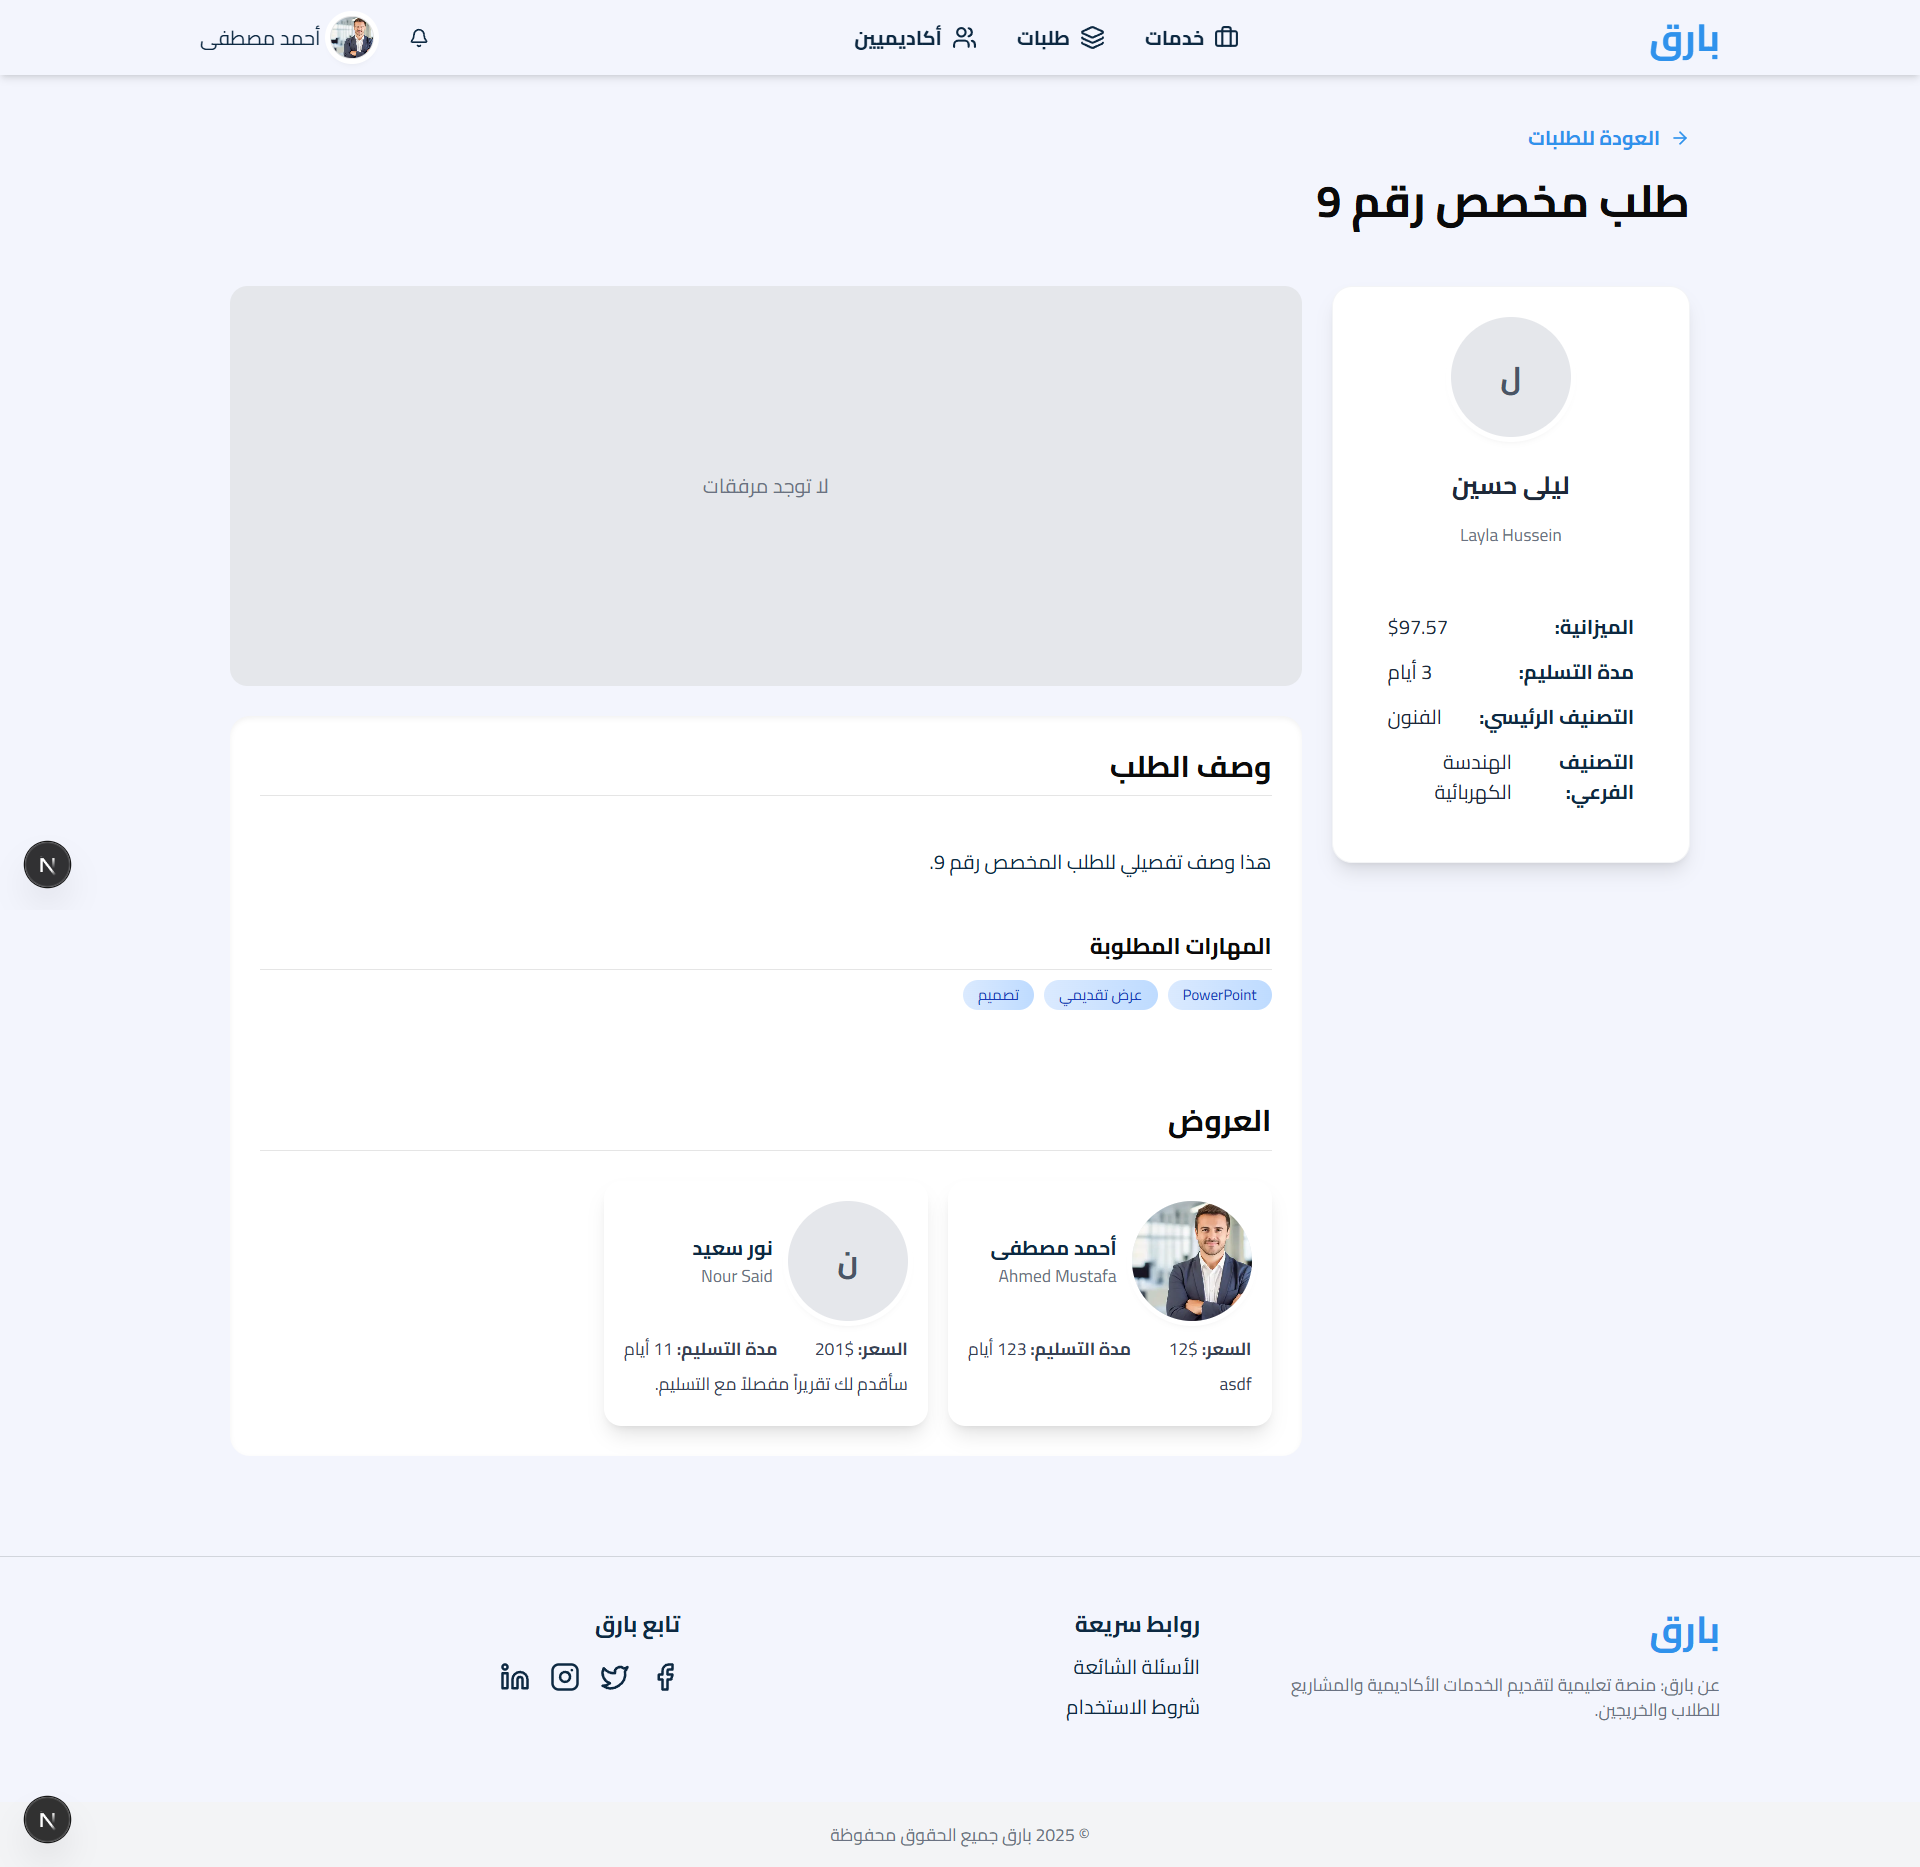 بارق
خدمات
طلبات
أكاديميين
أحمد مصطفى
العودة للطلبات
طلب مخصص رقم 9
ل
ليلى حسين
Layla Hussein
الميزانية: $97.57
مدة التسليم: 3 أيام
التصنيف الرئيسي: الفنون
التصنيف الفرعي: الهندسة الكهربائية
لا توجد مرفقات
وصف الطلب
هذا وصف تفصيلي للطلب المخصص رقم 9.
المهارات المطلوبة
PowerPoint
عرض تقديمي
تصميم
العروض
أحمد مصطفى
Ahmed Mustafa
السعر: $12 مدة التسليم: 123 أيام
asdf
ن
نور سعيد
Nour Said
السعر: $201 مدة التسليم: 11 أيام
سأقدم لك تقريراً مفصلاً مع التسليم.
بارق
عن بارق: منصة تعليمية لتقديم الخدمات الأكاديمية والمشاريع
للطلاب والخريجين.
روابط سريعة
الأسئلة الشائعة
شروط الاستخدام
تابع بارق
© 2025 بارق جميع الحقوق محفوظة
N
N